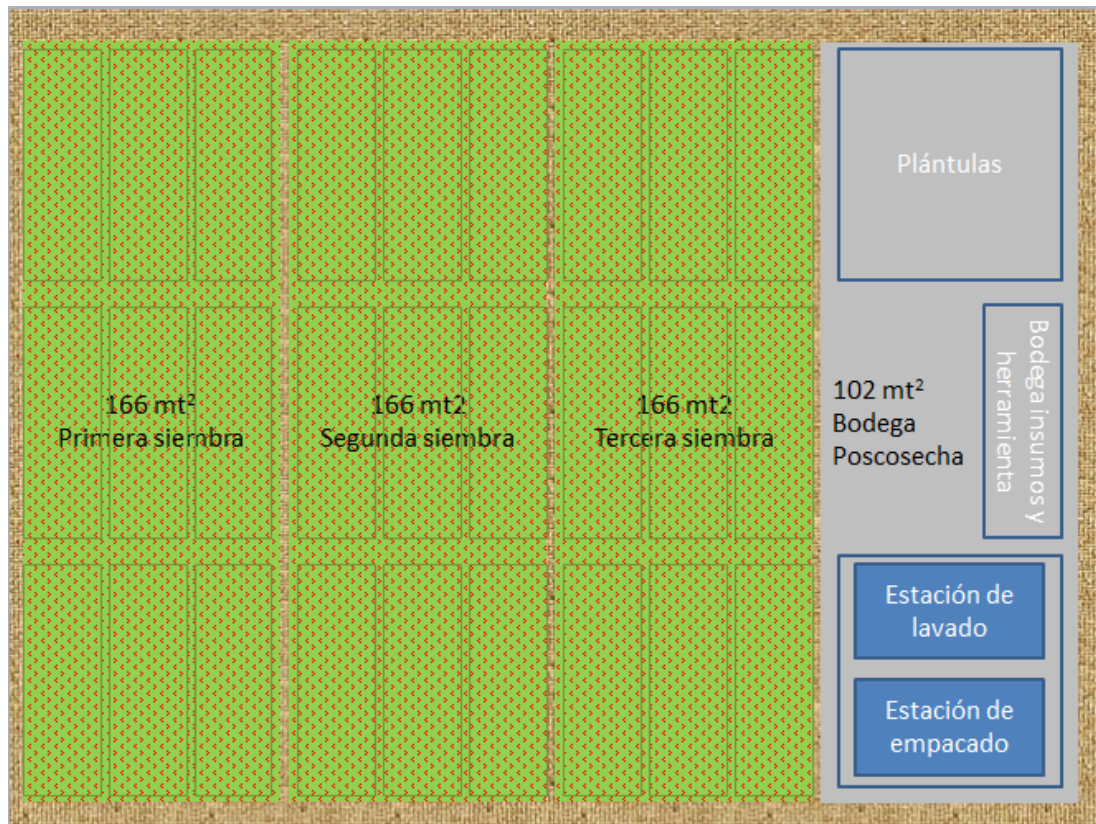 166 mt²
Primera siembra
166 mt2
Segunda siembra
166 mt2
Tercera siembra
Plántulas
102 mt²
Bodega
Poscosecha
Bodega insumos y
herramienta
Estación de
lavado
Estación de
empacado